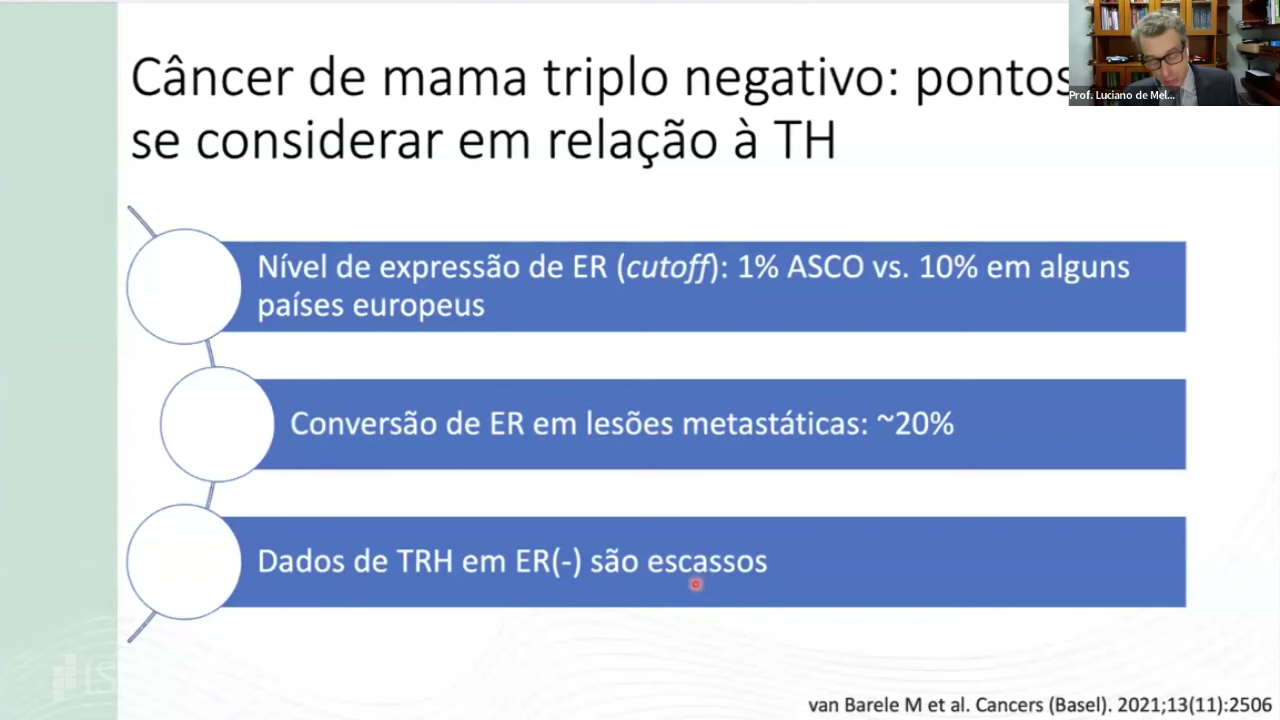 Câncer de mama triplo negativo: pontos
se considerar em relação à TH
Prof. Luciano de Mel...
Nível de expressão de ER (cutoff): 1% ASCO vs. 10% em alguns
países europeus
Conversão de ER em lesões metastáticas: ~20%
Dados de TRH em ER(-) são escassos
van Barele M et al. Cancers (Basel). 2021;13(11):2506